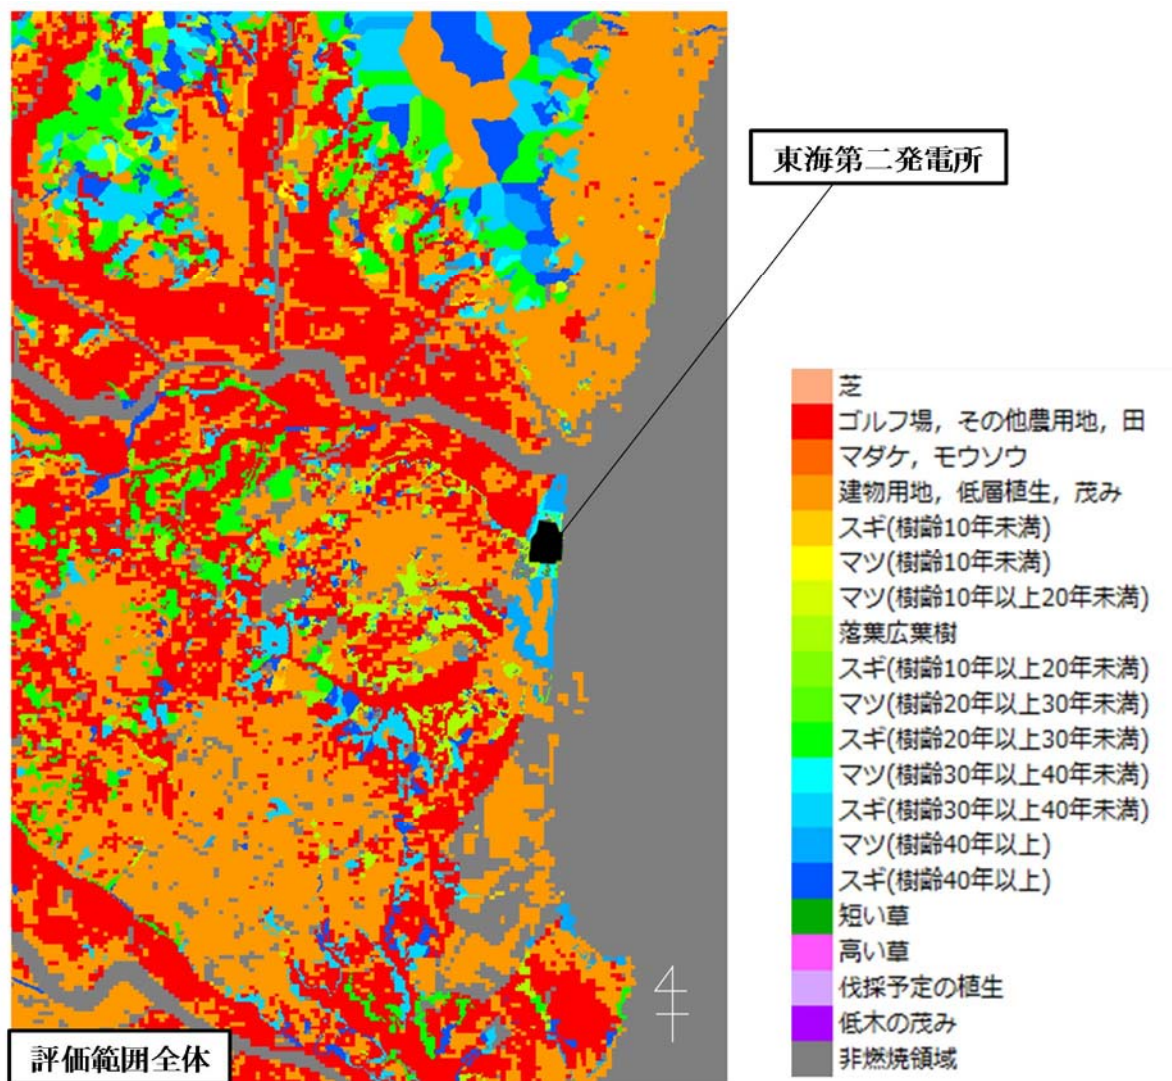 東海第二発電所
芝
ゴルフ場，その他農用地，田
マダケ，モウソウ
建物用地，低層植生，茂み
スギ(樹齢10年未満)
マツ(樹齢10年未満)
マツ(樹齢10年以上20年未満)
落葉広葉樹
スギ(樹齢10年以上20年未満)
マツ(樹齢20年以上30年未満)
スギ(樹齢20年以上30年未満)
マツ(樹齢30年以上40年未満)
スギ(樹齢30年以上40年未満)
マツ(樹齢40年以上)
スギ(樹齢40年以上)
短い草
高い草
伐採予定の植生
低木の茂み
非燃焼領域
評価範囲全体